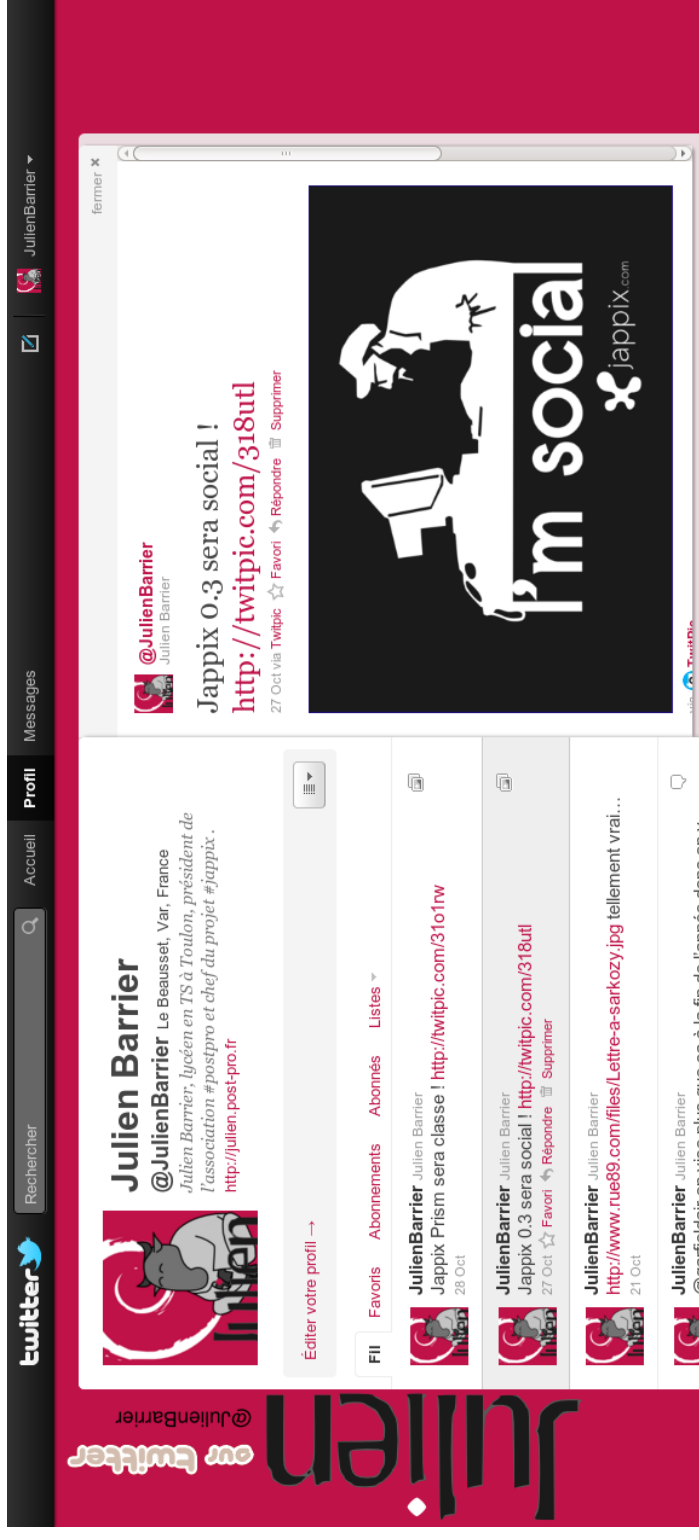 twitter
Rechercher
Accueil
Profil
Messages
JulienBarrier
@JulienBarrier
our twitter
Julien
Julien
Julien Barrier
@JulienBarrier Le Beausset, Var, France
Julien Barrier, lycéen en TS à Toulon, président de
l'association #postpro et chef du projet #jappix .
http://julien.post-pro.fr
Éditer votre profil →
Fil
Favoris
Abonnements
Abonnés
Listes
JulienBarrier Julien Barrier
Jappix Prism sera classe ! http://twitpic.com/31o1rw
28 Oct
JulienBarrier Julien Barrier
Jappix 0.3 sera social ! http://twitpic.com/318utl
27 Oct Favori Répondre Supprimer
JulienBarrier Julien Barrier
http://www.rue89.com/files/Lettre-a-sarkozy.jpg tellement vrai…
21 Oct
JulienBarrier Julien Barrier
fermer ×
@JulienBarrier
Julien Barrier
Jappix 0.3 sera social !
http://twitpic.com/318utl
27 Oct via Twitpic Favori Répondre Supprimer
I'm social
jappix.com
via TwitPic